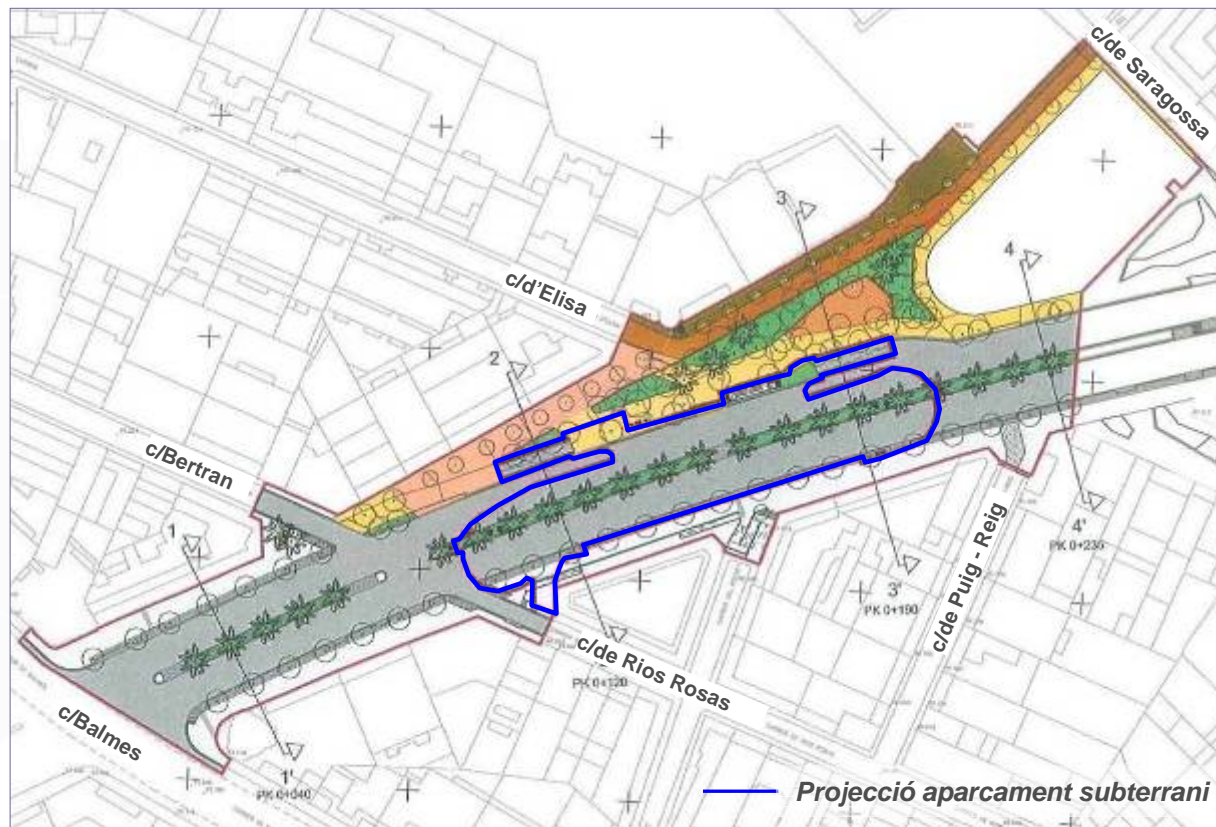 c/de Saragossa
3
4
c/d'Elisa
2
c/Bertran
1
4'
PK 0+235
3'
PK 0+190
c/de Puig - Reig
c/de Rios Rosas
PK 0+120
c/Balmes
1'
PK 0+040
Projecció aparcament subterrani